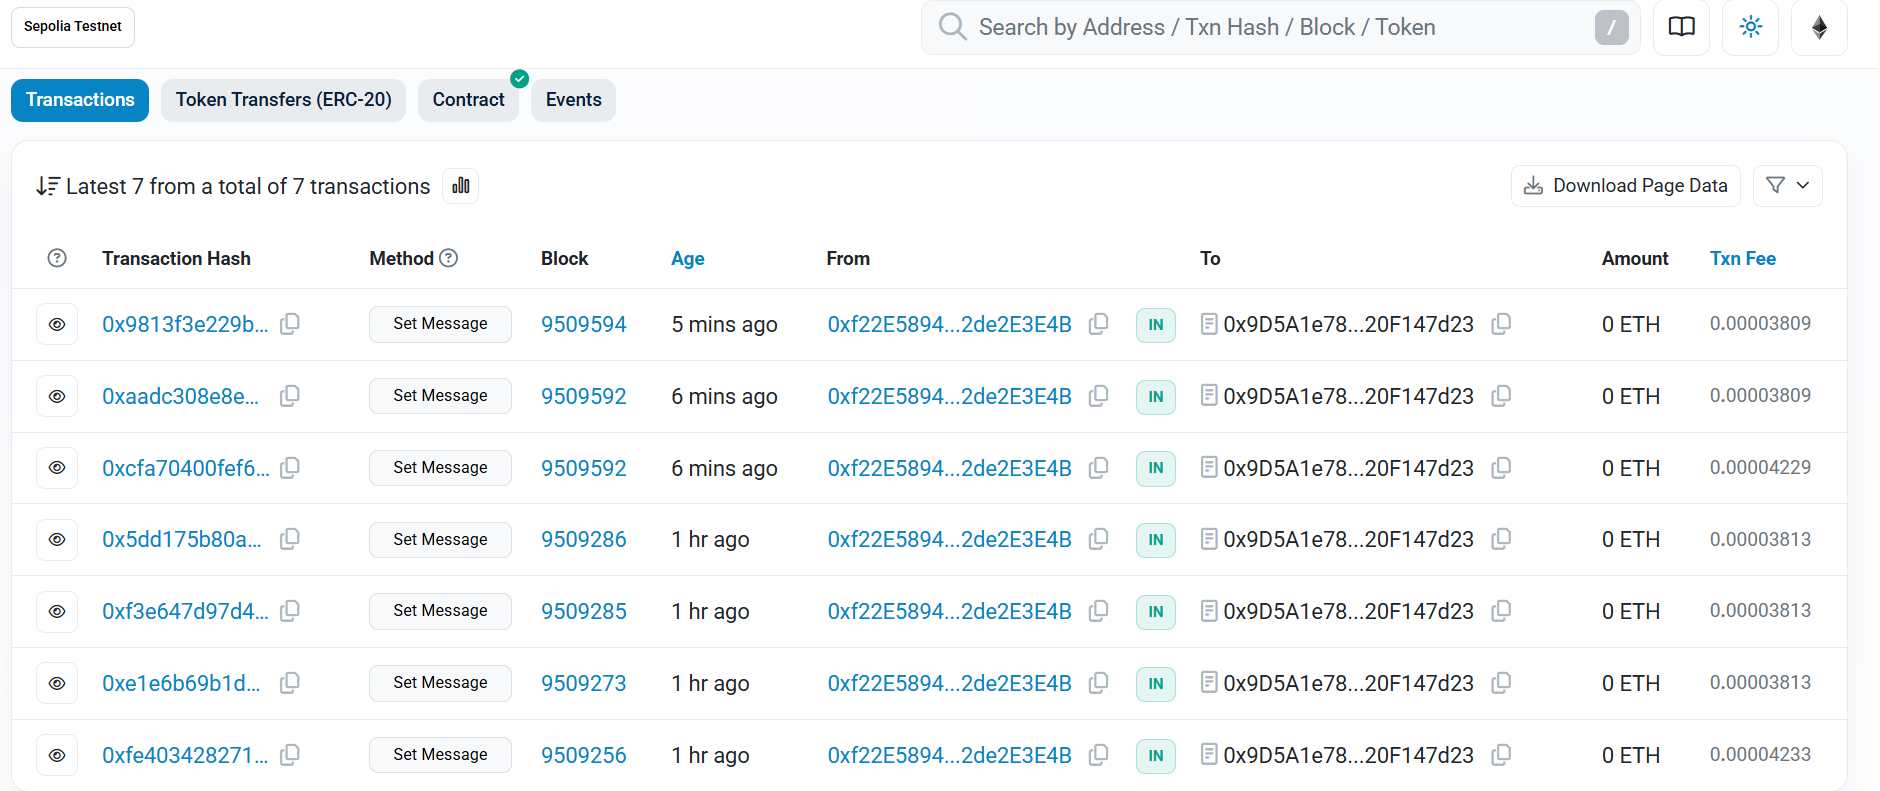 Sepolia Testnet
Search by Address / Txn Hash / Block / Token /
Transactions Token Transfers (ERC-20) Contract Events
Latest 7 from a total of 7 transactions Download Page Data
Transaction Hash Method Block Age From To Amount Txn Fee
0x9813f3e229b... Set Message 9509594 5 mins ago 0xf22E5894...2de2E3E4B IN 0x9D5A1e78...20F147d23 0 ETH 0.00003809
0xaadc308e8e... Set Message 9509592 6 mins ago 0xf22E5894...2de2E3E4B IN 0x9D5A1e78...20F147d23 0 ETH 0.00003809
0xcfa70400fef6... Set Message 9509592 6 mins ago 0xf22E5894...2de2E3E4B IN 0x9D5A1e78...20F147d23 0 ETH 0.00004229
0x5dd175b80a... Set Message 9509286 1 hr ago 0xf22E5894...2de2E3E4B IN 0x9D5A1e78...20F147d23 0 ETH 0.00003813
0xf3e647d97d4... Set Message 9509285 1 hr ago 0xf22E5894...2de2E3E4B IN 0x9D5A1e78...20F147d23 0 ETH 0.00003813
0xe1e6b69b1d... Set Message 9509273 1 hr ago 0xf22E5894...2de2E3E4B IN 0x9D5A1e78...20F147d23 0 ETH 0.00003813
0xfe403428271... Set Message 9509256 1 hr ago 0xf22E5894...2de2E3E4B IN 0x9D5A1e78...20F147d23 0 ETH 0.00004233